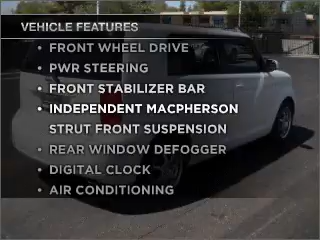 VEHICLE FEATURES
• FRONT WHEEL DRIVE
• PWR STEERING
• FRONT STABILIZER BAR
• INDEPENDENT MACPHERSON
STRUT FRONT SUSPENSION
• REAR WINDOW DEFOGGER
• DIGITAL CLOCK
• AIR CONDITIONING